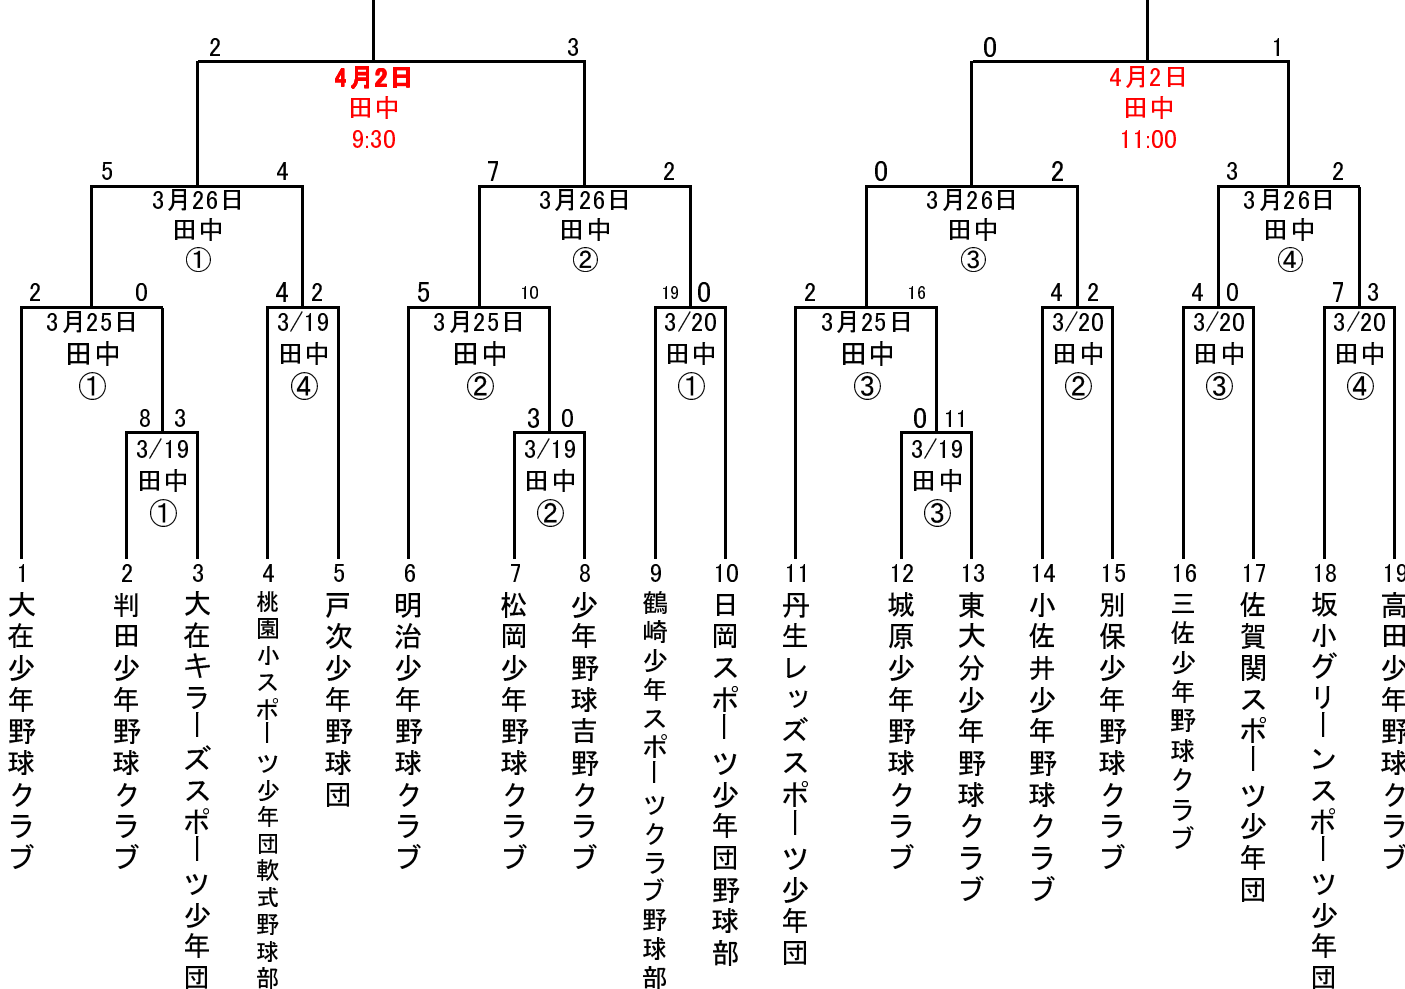 2 3 0 1
4月2日 4月2日
田中 田中
9:30 11:00
5 4 7 2 0 2 3 2
3月26日 3月26日 3月26日 3月26日
田中 田中 田中 田中
① ② ③ ④
2 0 4 2 5 10 19 0 2 16 4 2 4 0 7 3
3月25日 3/19 3月25日 3/20 3月25日 3/20 3/20 3/20
田中 田中 田中 田中 田中 田中 田中 田中
① ④ ② ① ③ ② ③ ④
8 3 3 0 0 11
3/19 3/19 3/19
田中 田中 田中
① ② ③
1 2 3 4 5 6 7 8 9 10 11 12 13 14 15 16 17 18 19
大在少年野球クラブ
判田少年野球クラブ
大在キラーズスポーツ少年団
桃園小スポーツ少年団軟式野球部
戸次少年野球団
明治少年野球クラブ
松岡少年野球クラブ
少年野球吉野クラブ
鶴崎少年スポーツクラブ野球部
日岡スポーツ少年団野球部
丹生レッズスポーツ少年団
城原少年野球クラブ
東大分少年野球クラブ
小佐井少年野球クラブ
別保少年野球クラブ
三佐少年野球クラブ
佐賀関スポーツ少年団
坂小グリーンスポーツ少年団
高田少年野球クラブ